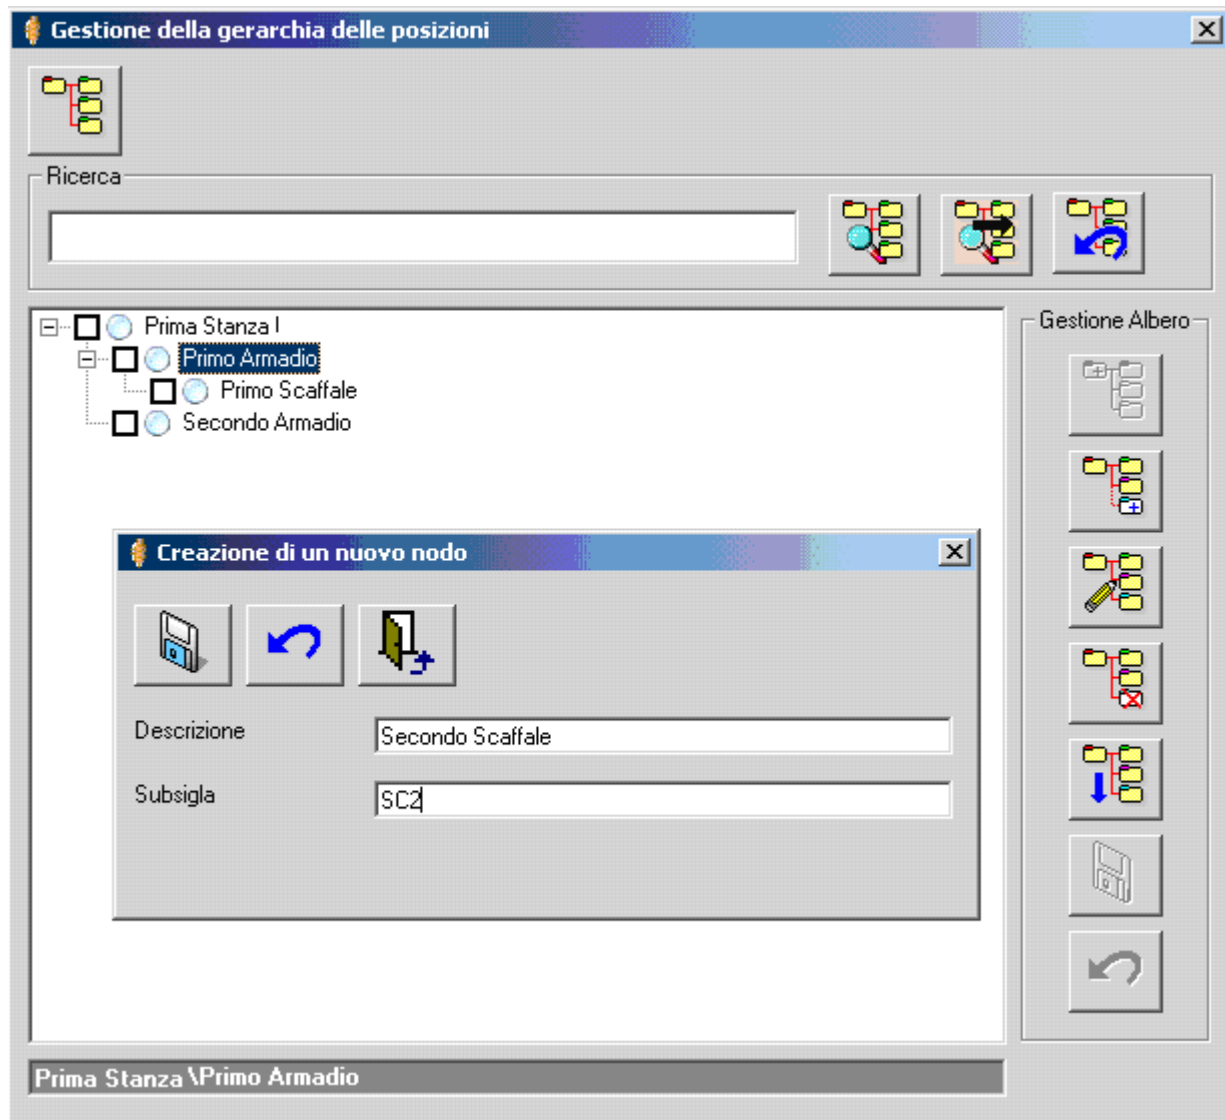 Gestione della gerarchia delle posizioni
Ricerca
Prima Stanza I
Gestione Albero
Primo Armadio
Primo Scaffale
Secondo Armadio
Creazione di un nuovo nodo
Descrizione
Secondo Scaffale
Subsigla
SC2
Prima Stanza\Primo Armadio